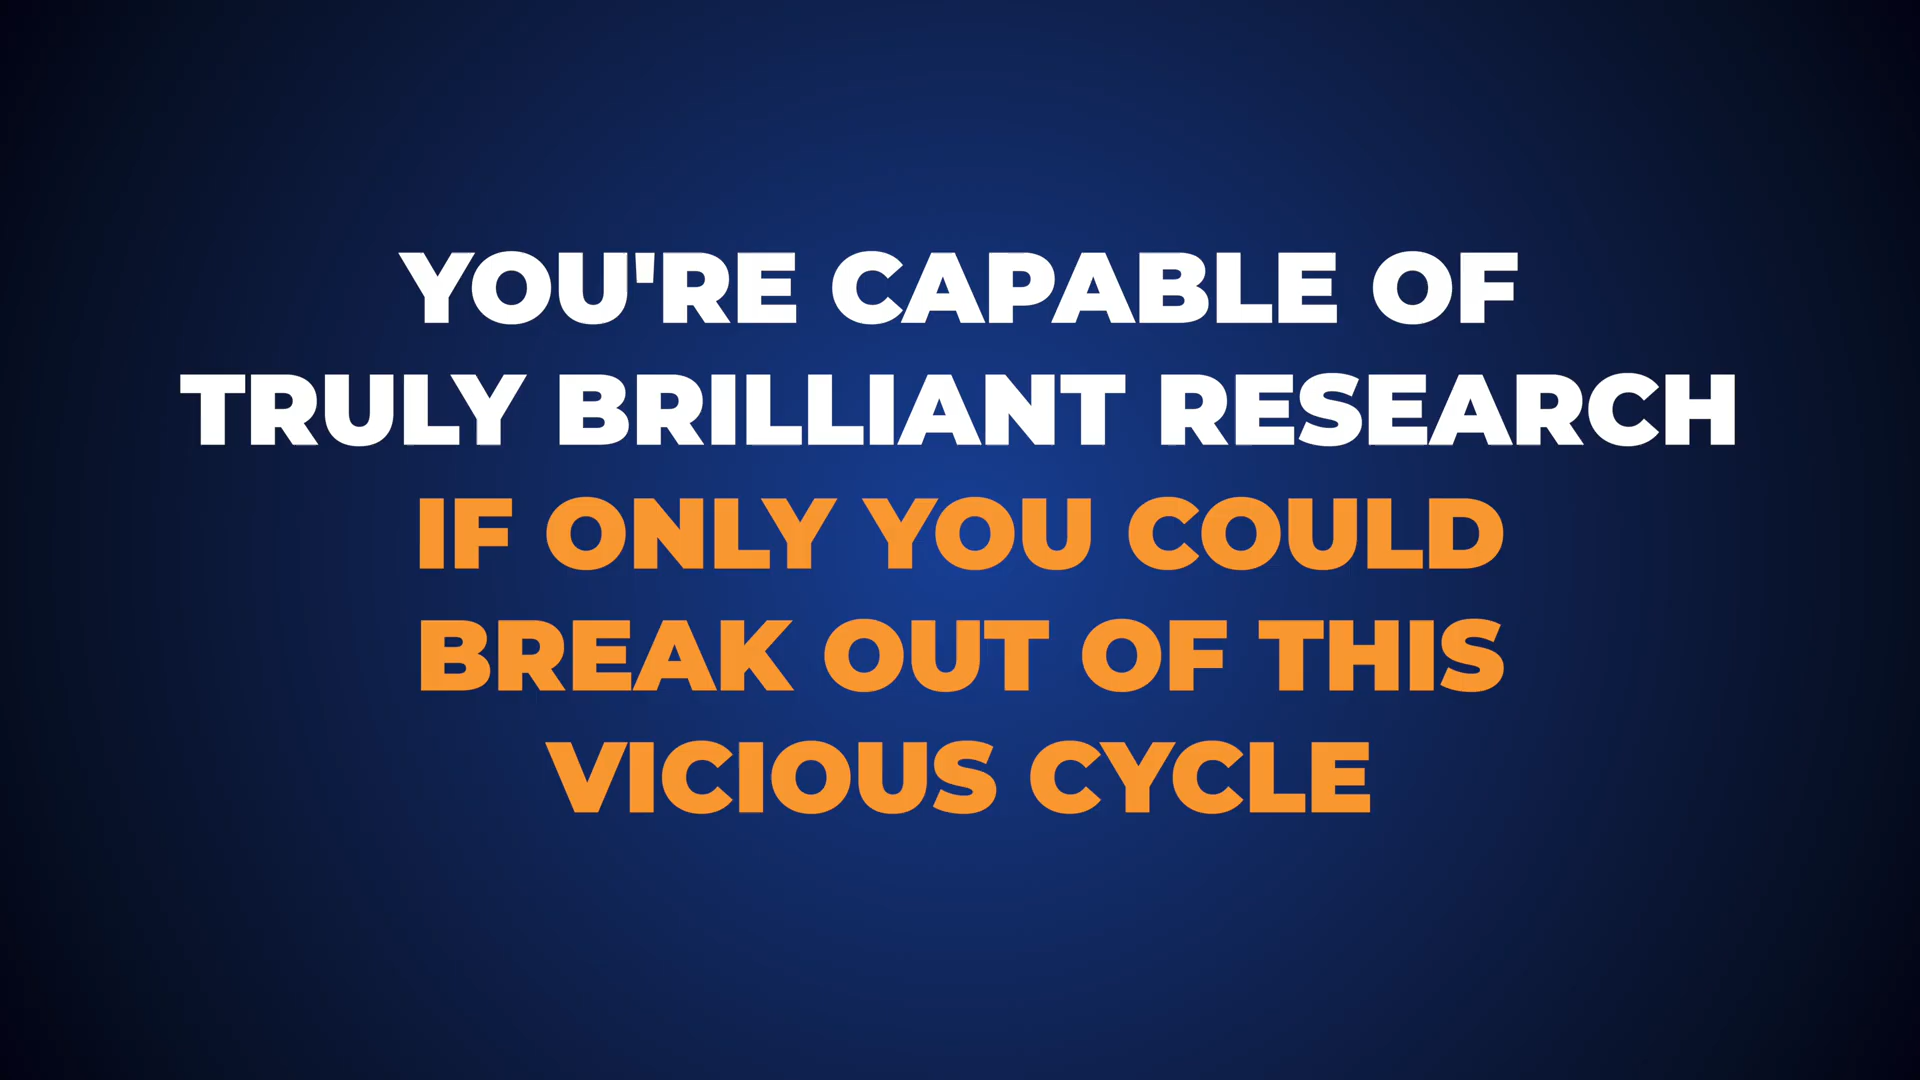 YOU'RE CAPABLE OF
TRULY BRILLIANT RESEARCH
IF ONLY YOU COULD
BREAK OUT OF THIS
VICIOUS CYCLE